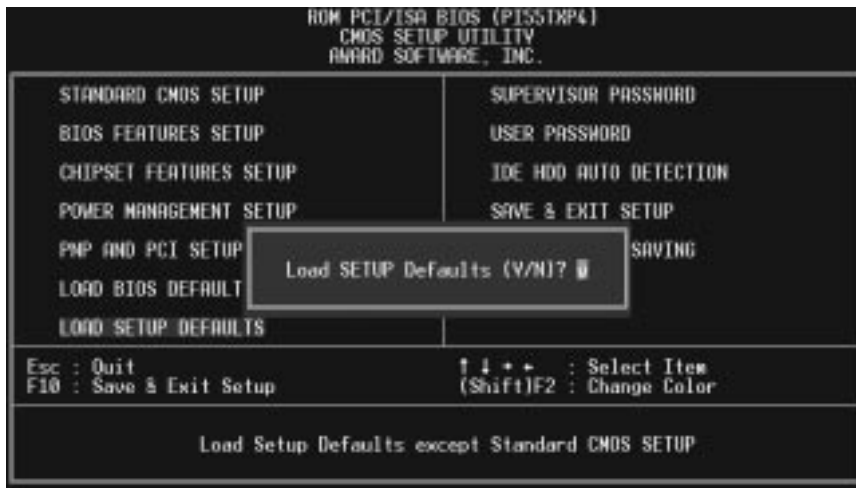 ROM PCI/ISA BIOS (PI55TXP4)
CMOS SETUP UTILITY
AWARD SOFTWARE, INC.
STANDARD CMOS SETUP
BIOS FEATURES SETUP
CHIPSET FEATURES SETUP
POWER MANAGEMENT SETUP
PNP AND PCI SETUP
LOAD BIOS DEFAULT
LOAD SETUP DEFAULTS
SUPERVISOR PASSWORD
USER PASSWORD
IDE HDD AUTO DETECTION
SAVE & EXIT SETUP
SAVING
Load SETUP Defaults (Y/N)?
Esc : Quit
F10 : Save & Exit Setup
↑ ↓ → ← : Select Item
(Shift)F2 : Change Color
Load Setup Defaults except Standard CMOS SETUP